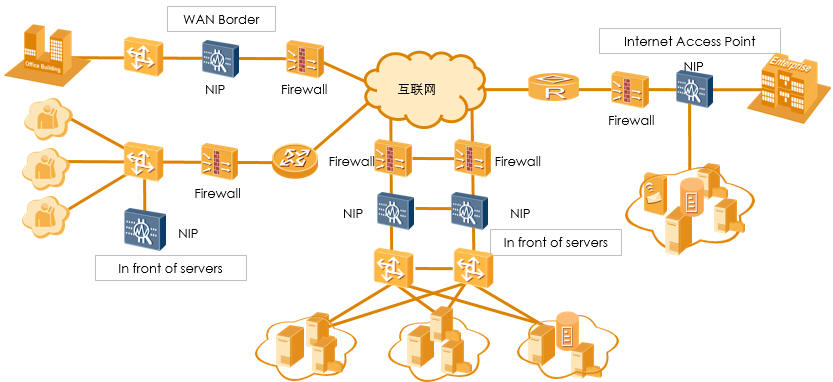 WAN Border
Internet Access Point
Office Building
NIP
Firewall
互联网
R
Firewall
NIP
Enterprise
Firewall
NIP
In front of servers
Firewall
Firewall
NIP
NIP
In front of servers